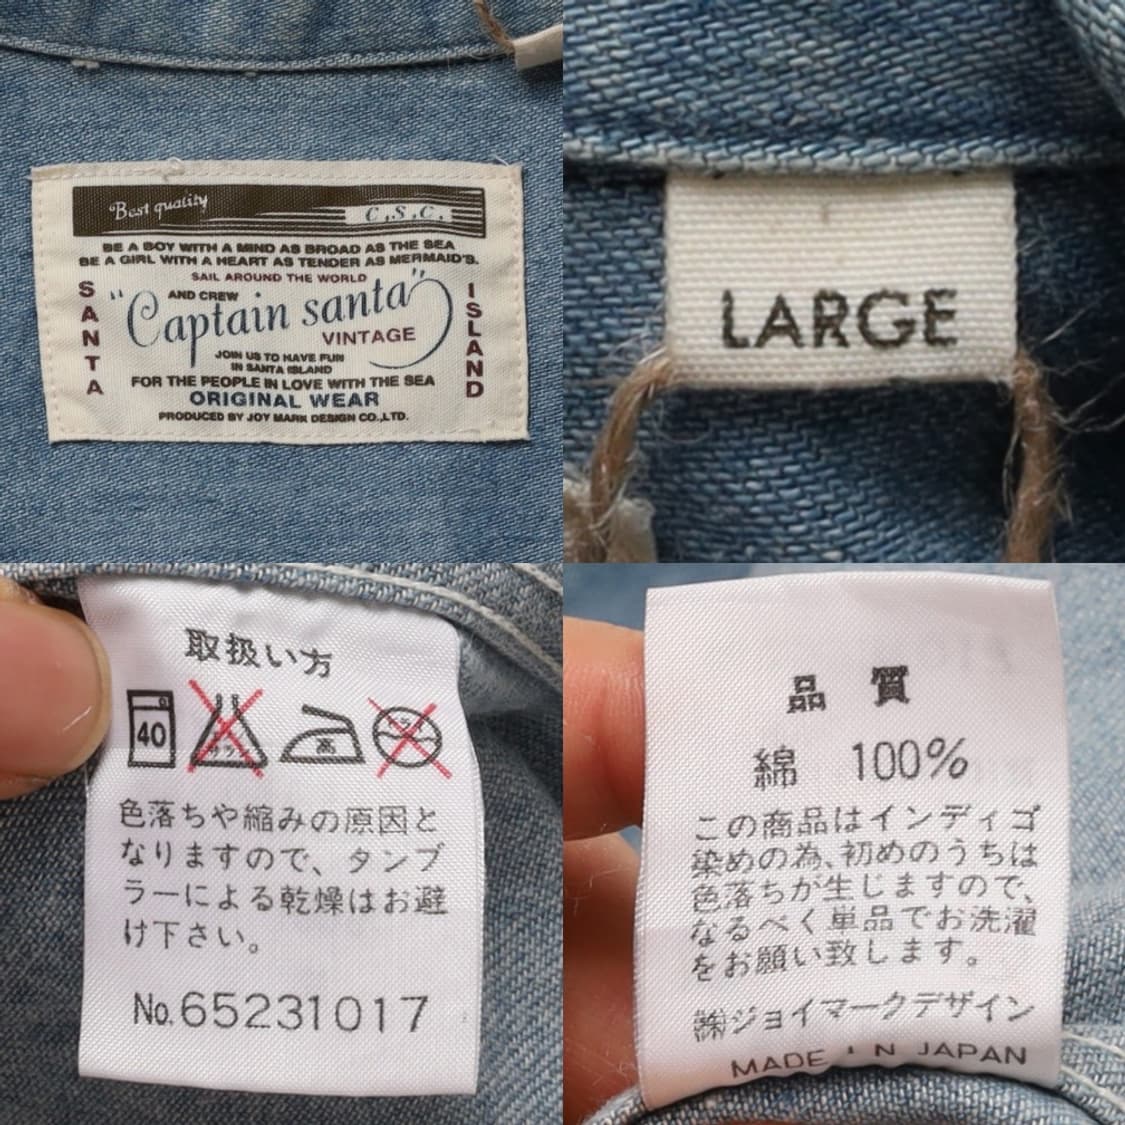 Best quality
C.S.C.
BE A BOY WITH A MIND AS BROAD AS THE SEA
BE A GIRL WITH A HEART AS TENDER AS MERMAID'S.
SAIL AROUND THE WORLD
AND CREW
"Captain santa"
VINTAGE
JOIN US TO HAVE FUN
IN SANTA ISLAND
FOR THE PEOPLE IN LOVE WITH THE SEA
ORIGINAL WEAR
PRODUCED BY JOY MARK DESIGN CO.,LTD.
SANTA
ISLAND
LARGE
取扱い方
40
高
色落ちや縮みの原因と
なりますので、タンブ
ラーによる乾燥はお避
け下さい。
No.65231017
品質
綿 100%
この商品はインディゴ
染めの為、初めのうちは
色落ちが生じますので、
なるべく単品でお洗濯
をお願い致します。
㈱ジョイマークデザイン
MADE IN JAPAN